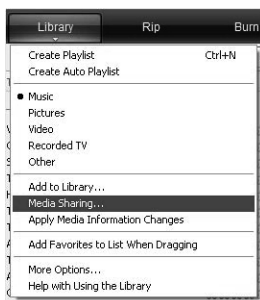 Library Rip Burn
Create Playlist Ctrl+N
Create Auto Playlist
Music
Pictures
Video
Recorded TV
Other
Add to Library...
Media Sharing...
Apply Media Information Changes
Add Favorites to List When Dragging
More Options...
Help with Using the Library